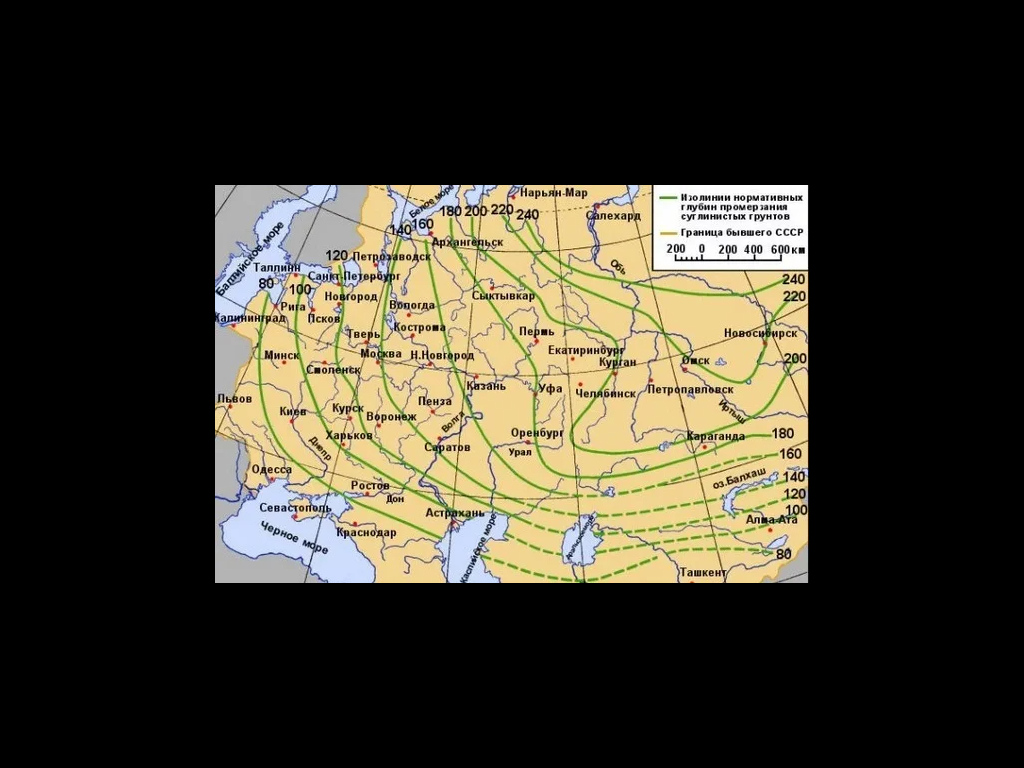 Нарьян-Мар
Салехард
Белое море
180 200 220 240
140 160
Архангельск
Изолинии нормативных
глубин промерзания
суглинистых грунтов
Граница бывшего СССР
200 0 200 400 600км
Балтийское море
120 Петрозаводск
Таллинн
Санкт-Петербург
80 100
Обь
240
220
Новгород
Сыктывкар
Рига
Вологда
Калининград
Псков
Кострома
Тверь
Пермь
Новосибирск
Минск
Москва
Н.Новгород
Екатеринбург
Смоленск
Курган
Омск
200
Казань
Уфа
Челябинск
Петропавловск
Львов
Киев
Курск
Воронеж
Пенза
Волга
Иртыш
Харьков
Днепр
Саратов
Оренбург
Урал
Караганда
180
160
Одесса
Ростов
Дон
оз.Балхаш
140
120
100
Севастополь
Краснодар
Астрахань
Алма-Ата
Черное море
Каспийское море
80
Ташкент